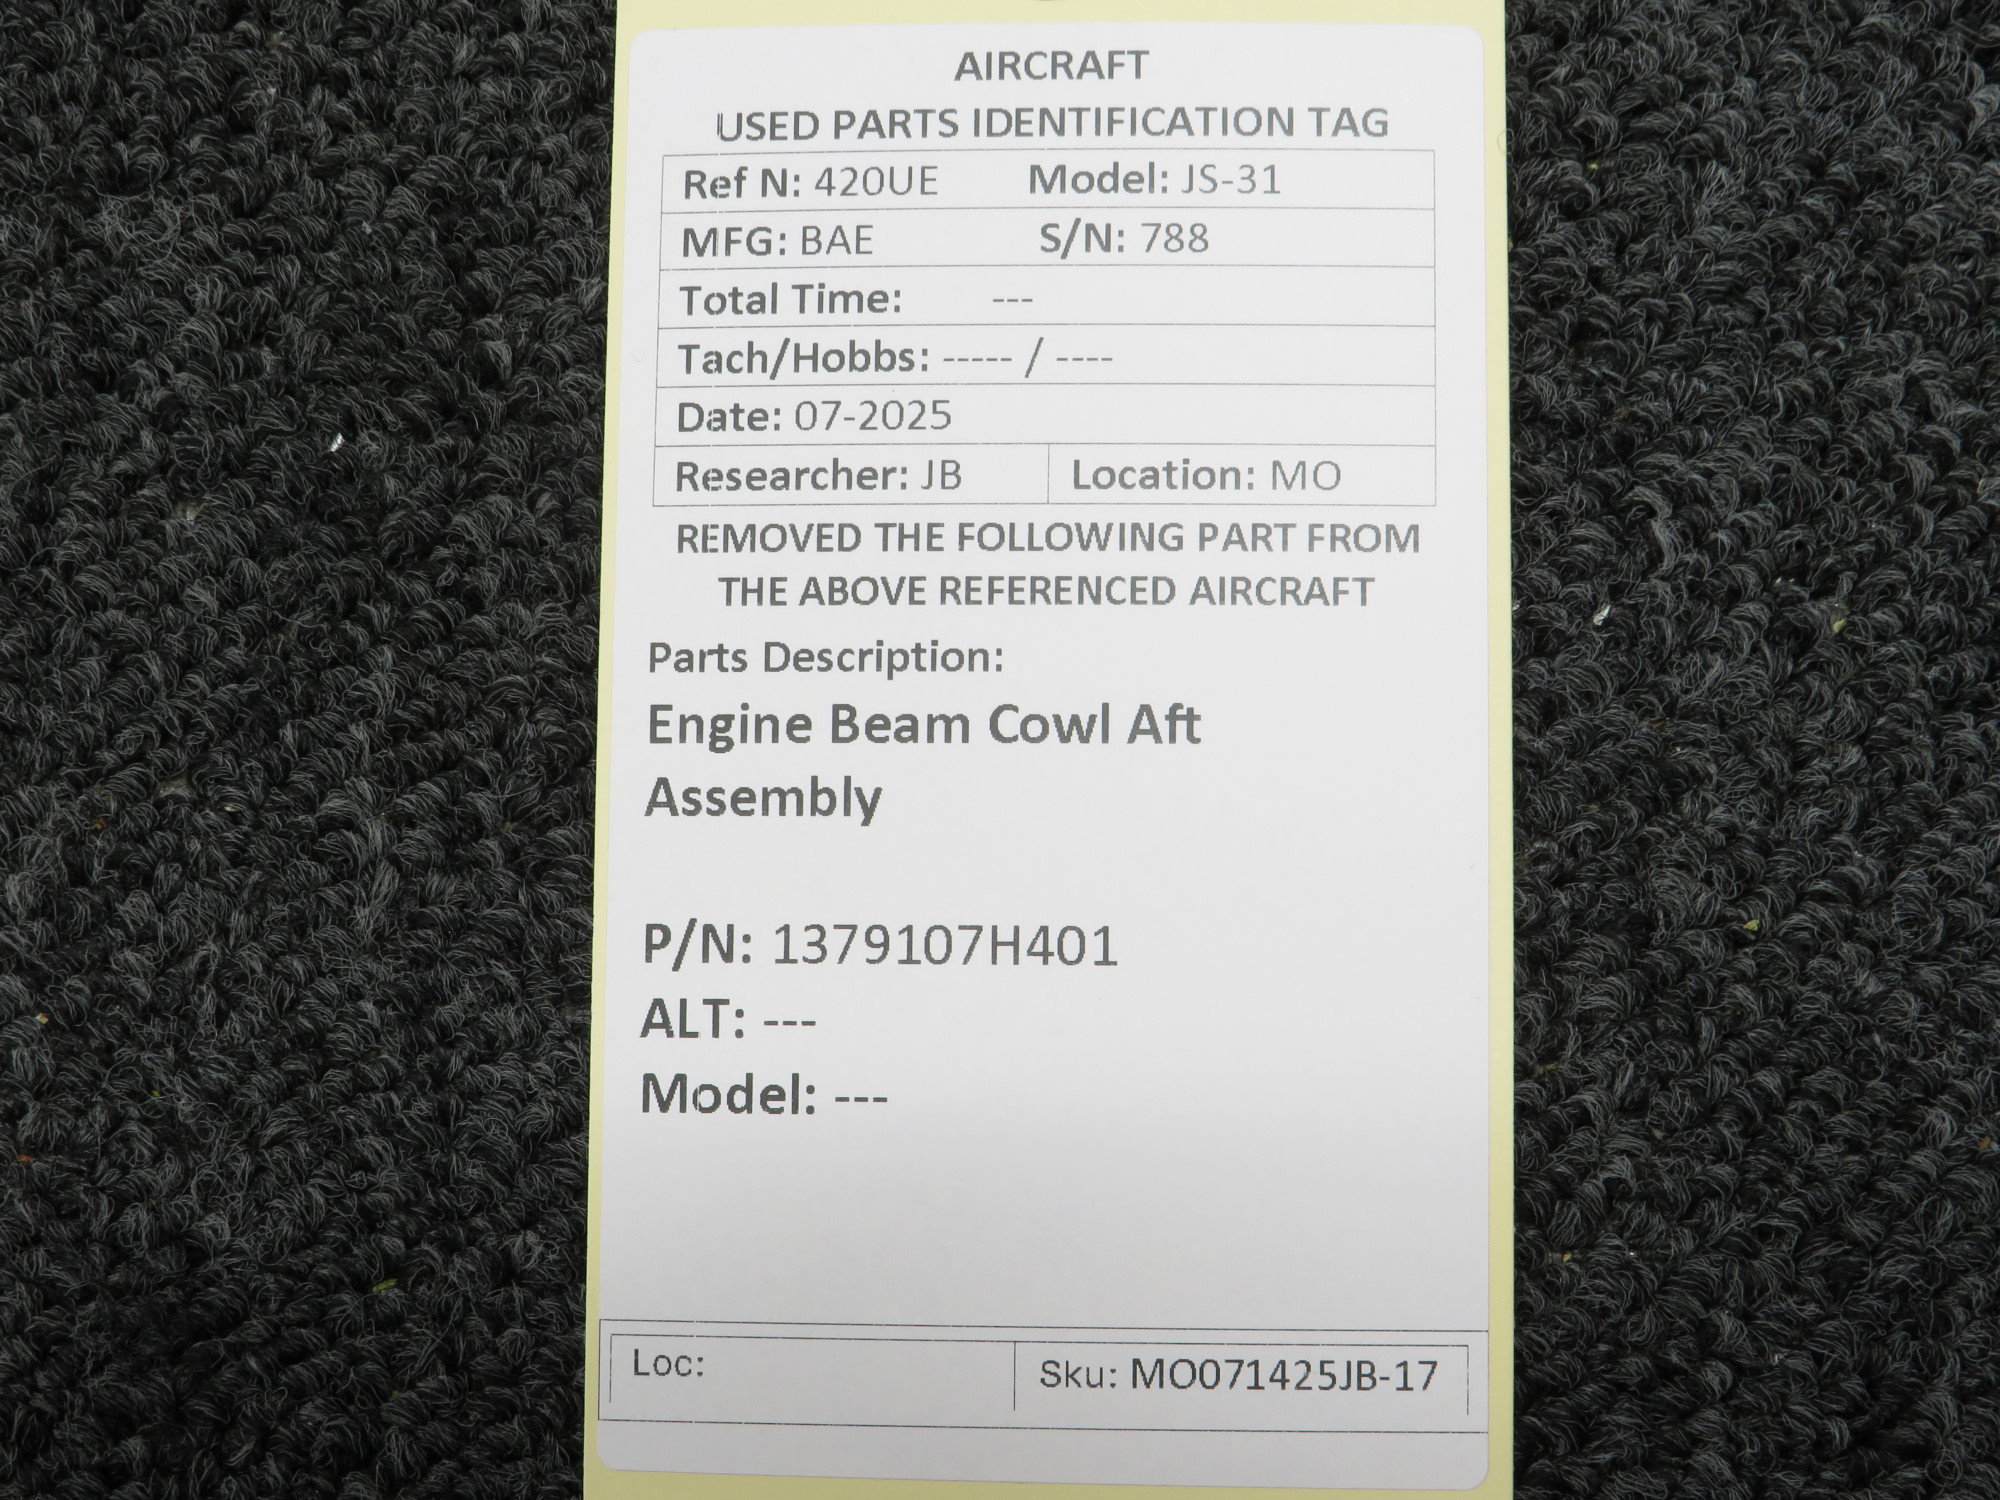 AIRCRAFT
USED PARTS IDENTIFICATION TAG
Ref N: 420UE Model: JS-31
MFG: BAE S/N: 788
Total Time: ---
Tach/Hobbs: ----- / ----
Date: 07-2025
Researcher: JB Location: MO
REMOVED THE FOLLOWING PART FROM
THE ABOVE REFERENCED AIRCRAFT
Parts Description:
Engine Beam Cowl Aft
Assembly
P/N: 1379107H401
ALT: ---
Model: ---
Loc: Sku: MO071425JB-17